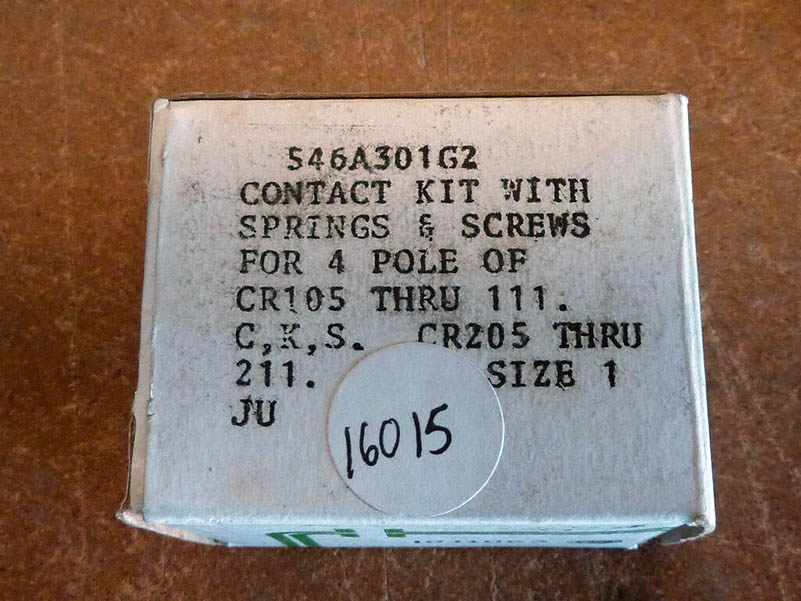 546A301G2
CONTACT KIT WITH
SPRINGS & SCREWS
FOR 4 POLE OF
CR105 THRU 111.
C,K,S. CR205 THRU
211. SIZE 1
JU
16015